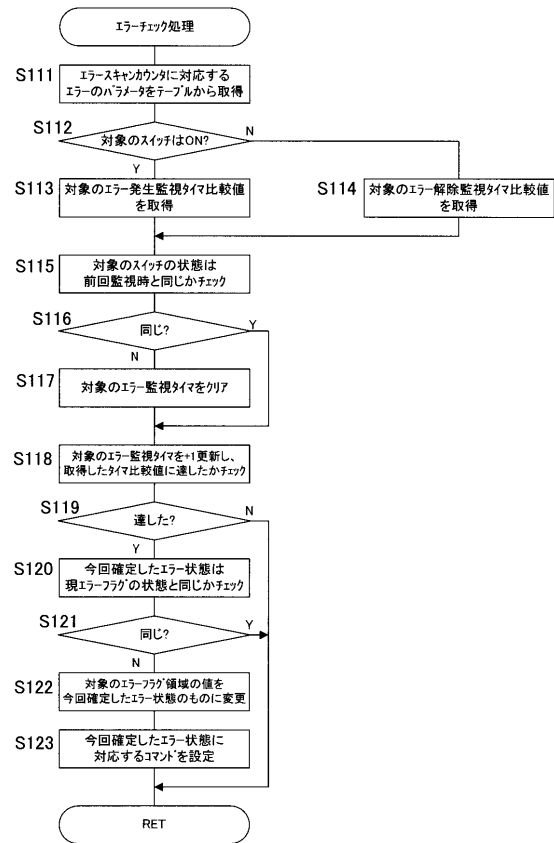 エラーチェック処理
S111
エラースキャンカウンタに対応する
エラーのパラメータをテーブルから取得
S112
対象のスイッチはON?
N
Y
S113
対象のエラー発生監視タイマ比較値
を取得
S114
対象のエラー解除監視タイマ比較値
を取得
S115
対象のスイッチの状態は
前回監視時と同じかチェック
S116
同じ?
Y
N
S117
対象のエラー監視タイマをクリア
S118
対象のエラー監視タイマを+1更新し、
取得したタイマ比較値に達したかチェック
S119
達した?
N
Y
S120
今回確定したエラー状態は
現エラーフラグの状態と同じかチェック
S121
同じ?
Y
N
S122
対象のエラーフラグ領域の値を
今回確定したエラー状態のものに変更
S123
今回確定したエラー状態に
対応するコマンドを設定
RET